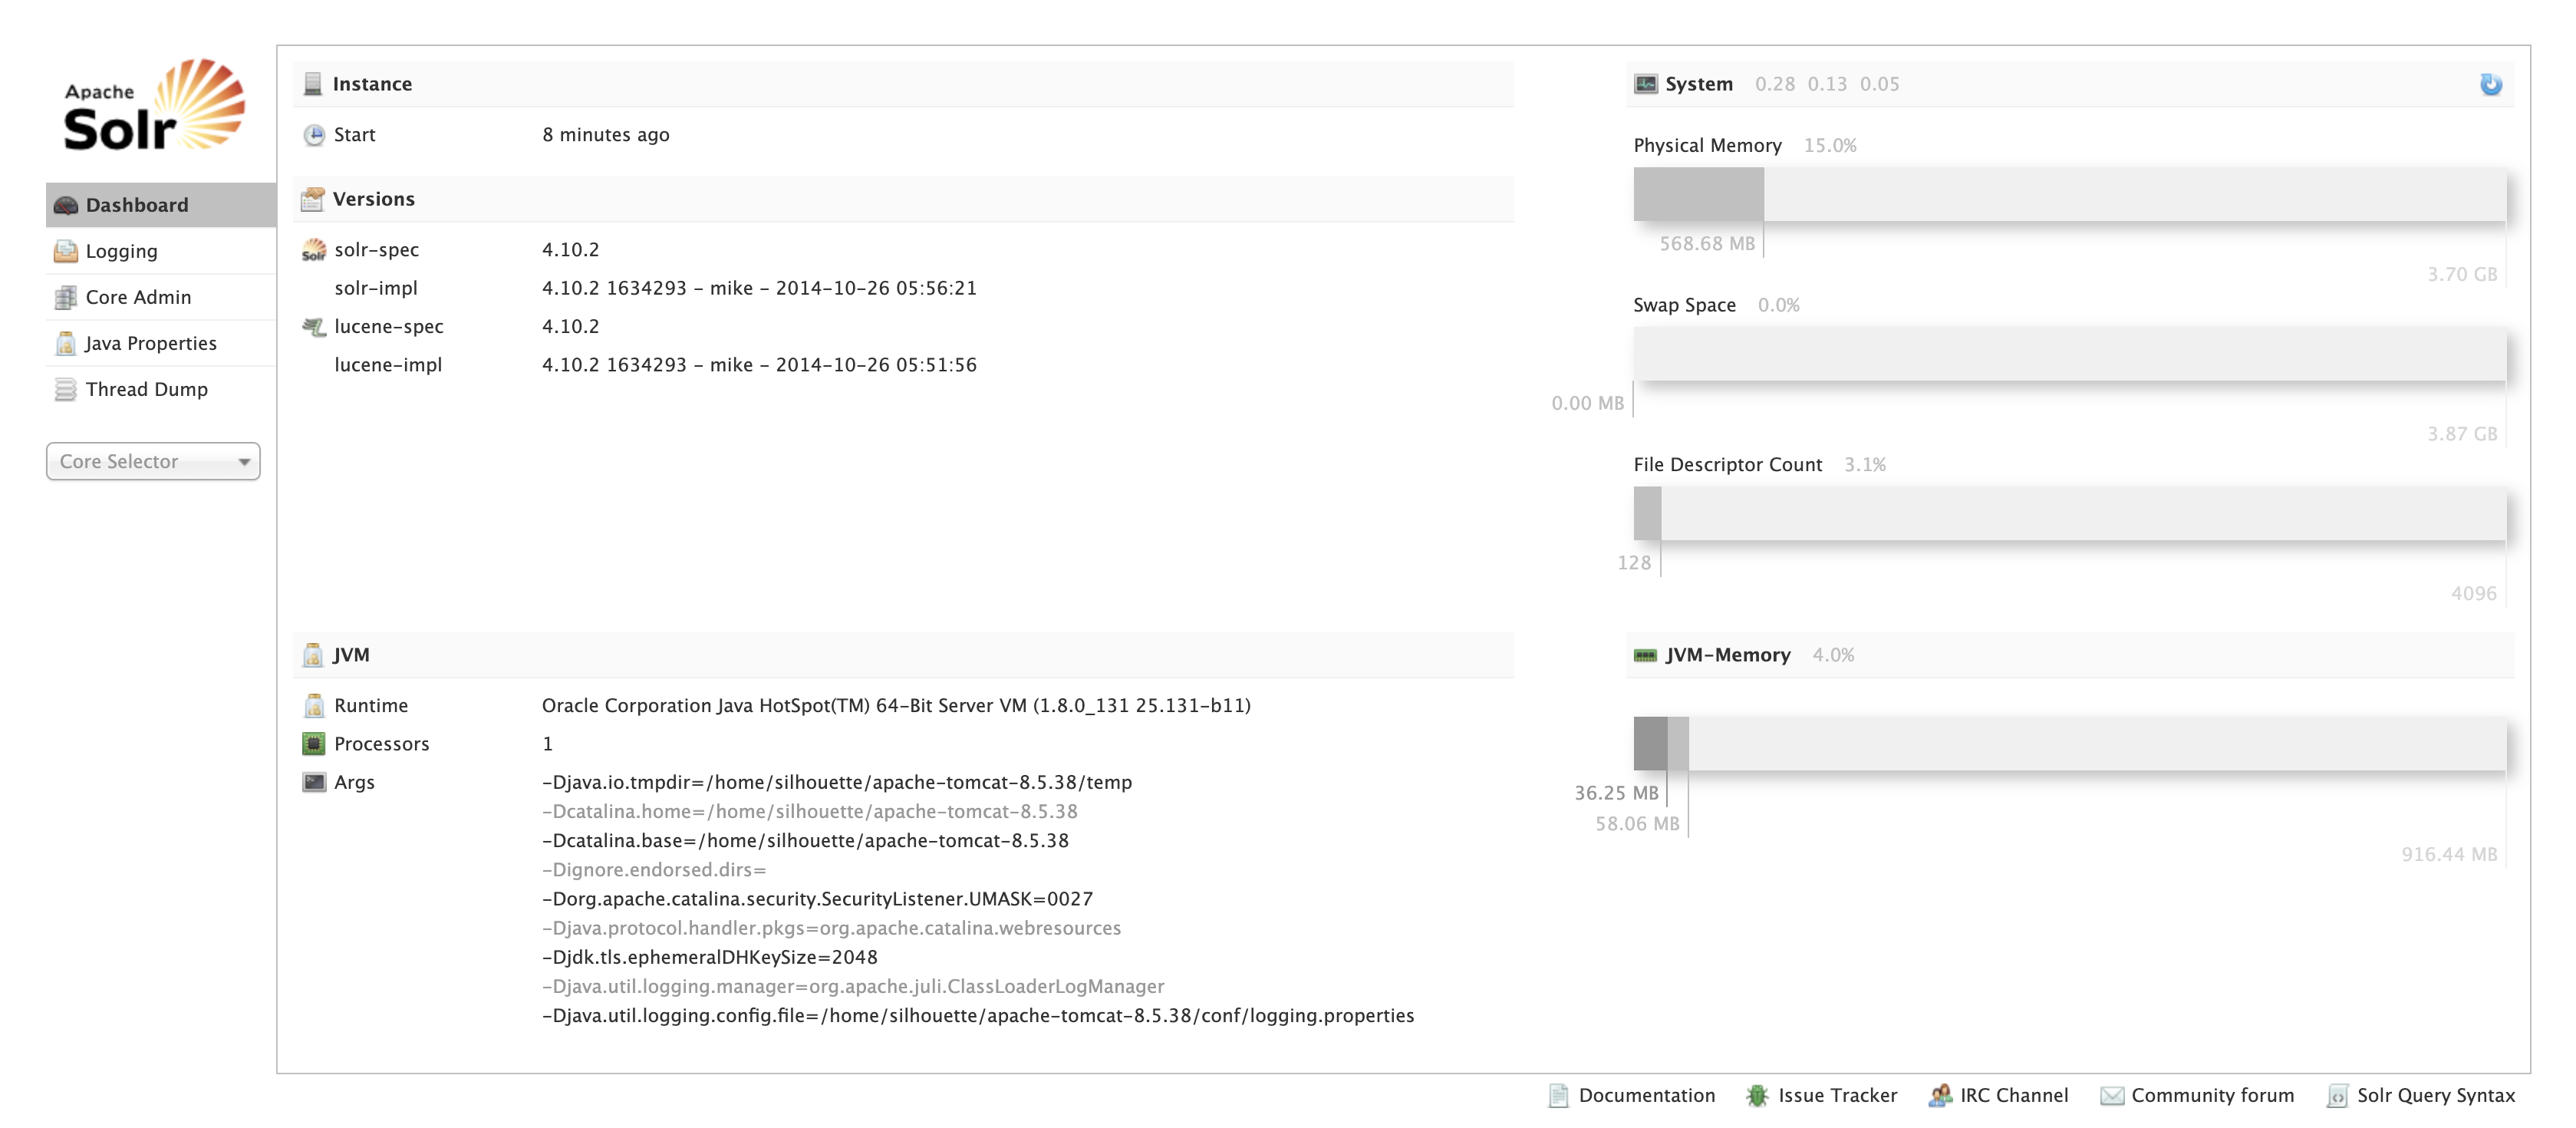 Apache
Solr
Dashboard
Logging
Core Admin
Java Properties
Thread Dump
Core Selector
Instance
Start 8 minutes ago
Versions
solr-spec 4.10.2
solr-impl 4.10.2 1634293 - mike - 2014-10-26 05:56:21
lucene-spec 4.10.2
lucene-impl 4.10.2 1634293 - mike - 2014-10-26 05:51:56
System 0.28 0.13 0.05
Physical Memory 15.0%
568.68 MB
3.70 GB
Swap Space 0.0%
0.00 MB
3.87 GB
File Descriptor Count 3.1%
128
4096
JVM
Runtime Oracle Corporation Java HotSpot(TM) 64-Bit Server VM (1.8.0_131 25.131-b11)
Processors 1
Args -Djava.io.tmpdir=/home/silhouette/apache-tomcat-8.5.38/temp
-Dcatalina.home=/home/silhouette/apache-tomcat-8.5.38
-Dcatalina.base=/home/silhouette/apache-tomcat-8.5.38
-Dignore.endorsed.dirs=
-Dorg.apache.catalina.security.SecurityListener.UMASK=0027
-Djava.protocol.handler.pkgs=org.apache.catalina.webresources
-Djdk.tls.ephemeralDHKeySize=2048
-Djava.util.logging.manager=org.apache.juli.ClassLoaderLogManager
-Djava.util.logging.config.file=/home/silhouette/apache-tomcat-8.5.38/conf/logging.properties
JVM-Memory 4.0%
36.25 MB
58.06 MB
916.44 MB
Documentation Issue Tracker IRC Channel Community forum Solr Query Syntax